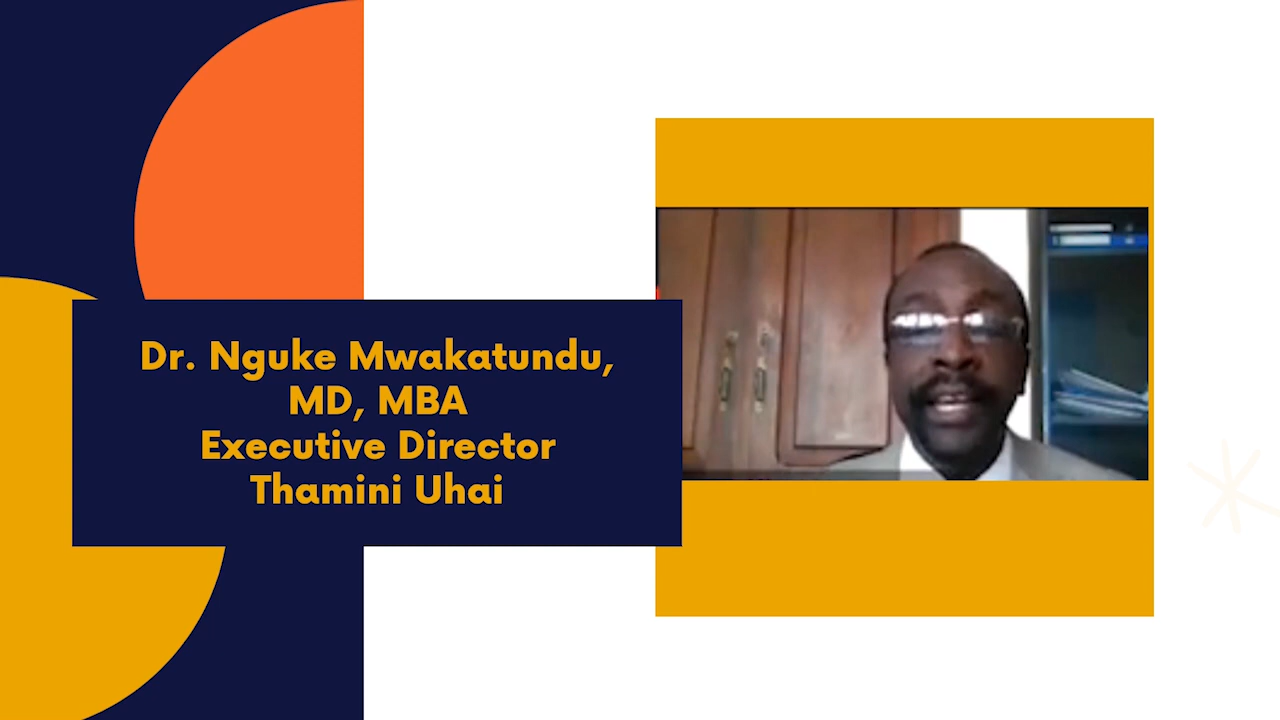 Dr. Nguke Mwakatundu,
MD, MBA
Executive Director
Thamini Uhai